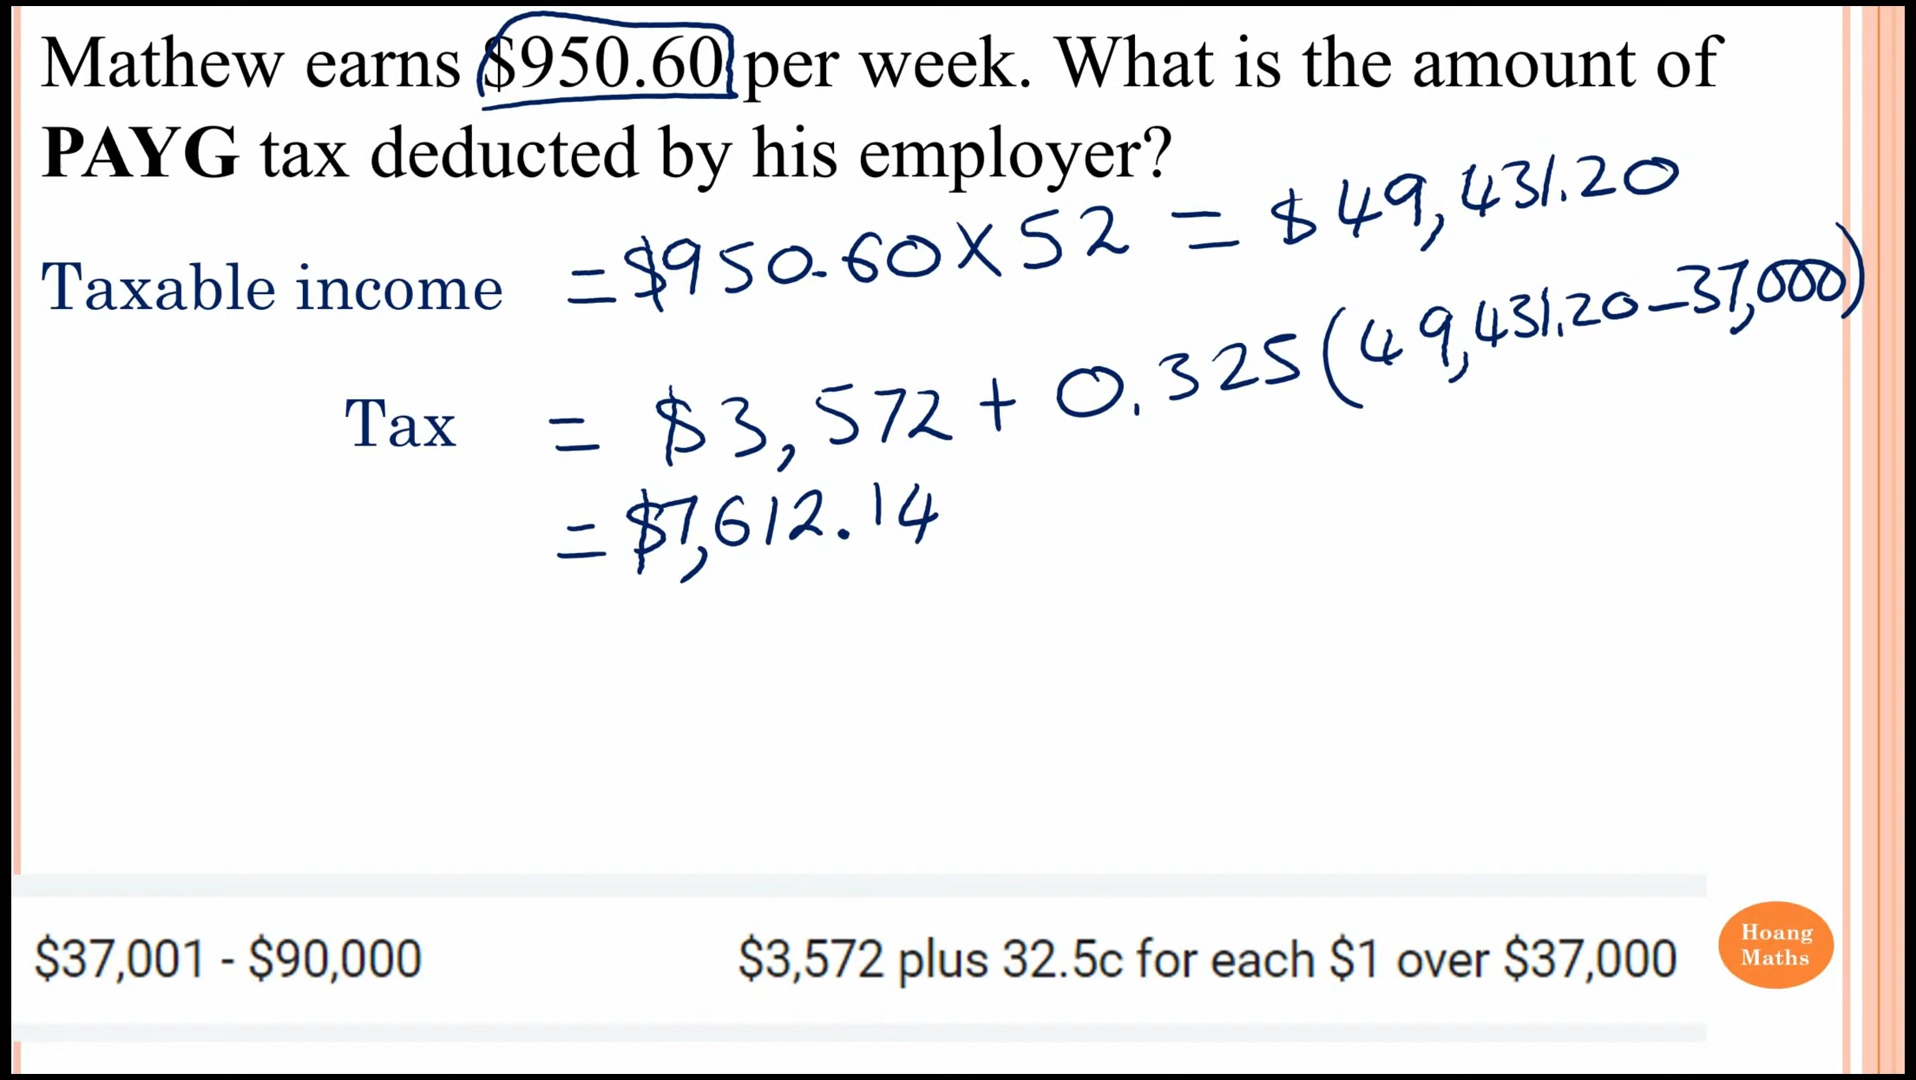 Mathew earns $950.60 per week. What is the amount of
PAYG tax deducted by his employer?
Taxable income = $950.60 × 52 = $49,431.20
Tax = $3,572 + 0.325(49,431.20 – 37,000)
= $7,612.14
$37,001 - $90,000 $3,572 plus 32.5c for each $1 over $37,000
Hoang
Maths